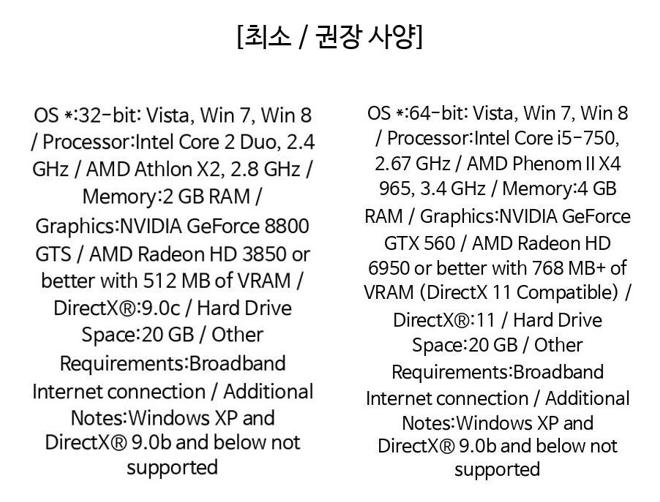 [최소 / 권장 사양]
OS *:32-bit: Vista, Win 7, Win 8
/ Processor:Intel Core 2 Duo, 2.4
GHz / AMD Athlon X2, 2.8 GHz /
Memory:2 GB RAM /
Graphics:NVIDIA GeForce 8800
GTS / AMD Radeon HD 3850 or
better with 512 MB of VRAM /
DirectX®:9.0c / Hard Drive
Space:20 GB / Other
Requirements:Broadband
Internet connection / Additional
Notes:Windows XP and
DirectX® 9.0b and below not
supported
OS *:64-bit: Vista, Win 7, Win 8
/ Processor:Intel Core i5-750,
2.67 GHz / AMD Phenom II X4
965, 3.4 GHz / Memory:4 GB
RAM / Graphics:NVIDIA GeForce
GTX 560 / AMD Radeon HD
6950 or better with 768 MB+ of
VRAM (DirectX 11 Compatible) /
DirectX®:11 / Hard Drive
Space:20 GB / Other
Requirements:Broadband
Internet connection / Additional
Notes:Windows XP and
DirectX® 9.0b and below not
supported